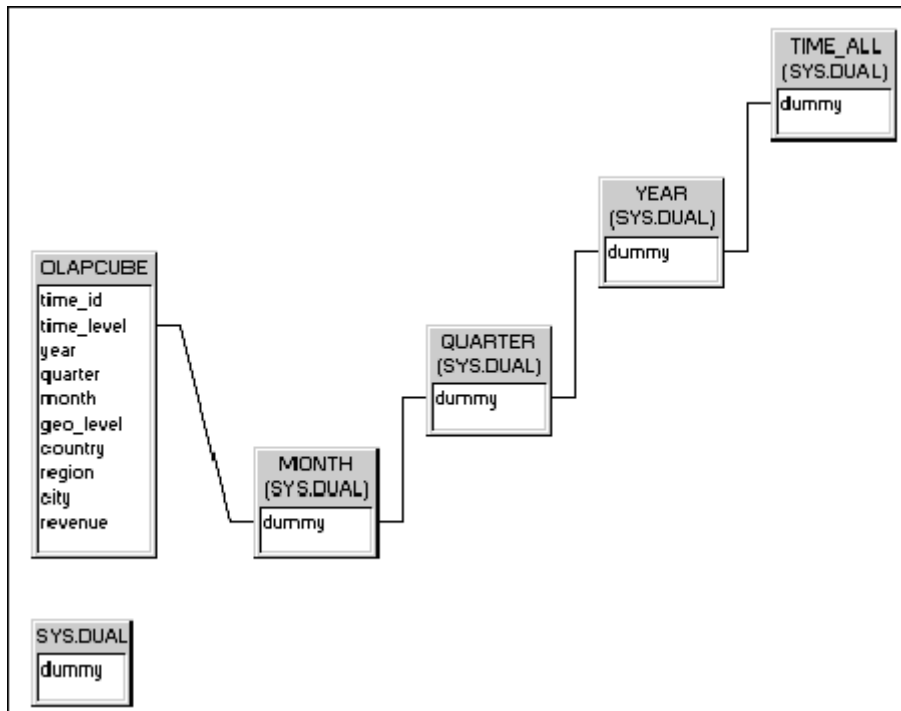 TIME_ALL
(SYS.DUAL)
dummy
YEAR
(SYS.DUAL)
dummy
OLAPCUBE
time_id
time_level
year
quarter
month
geo_level
country
region
city
revenue
QUARTER
(SYS.DUAL)
dummy
MONTH
(SYS.DUAL)
dummy
SYS.DUAL
dummy